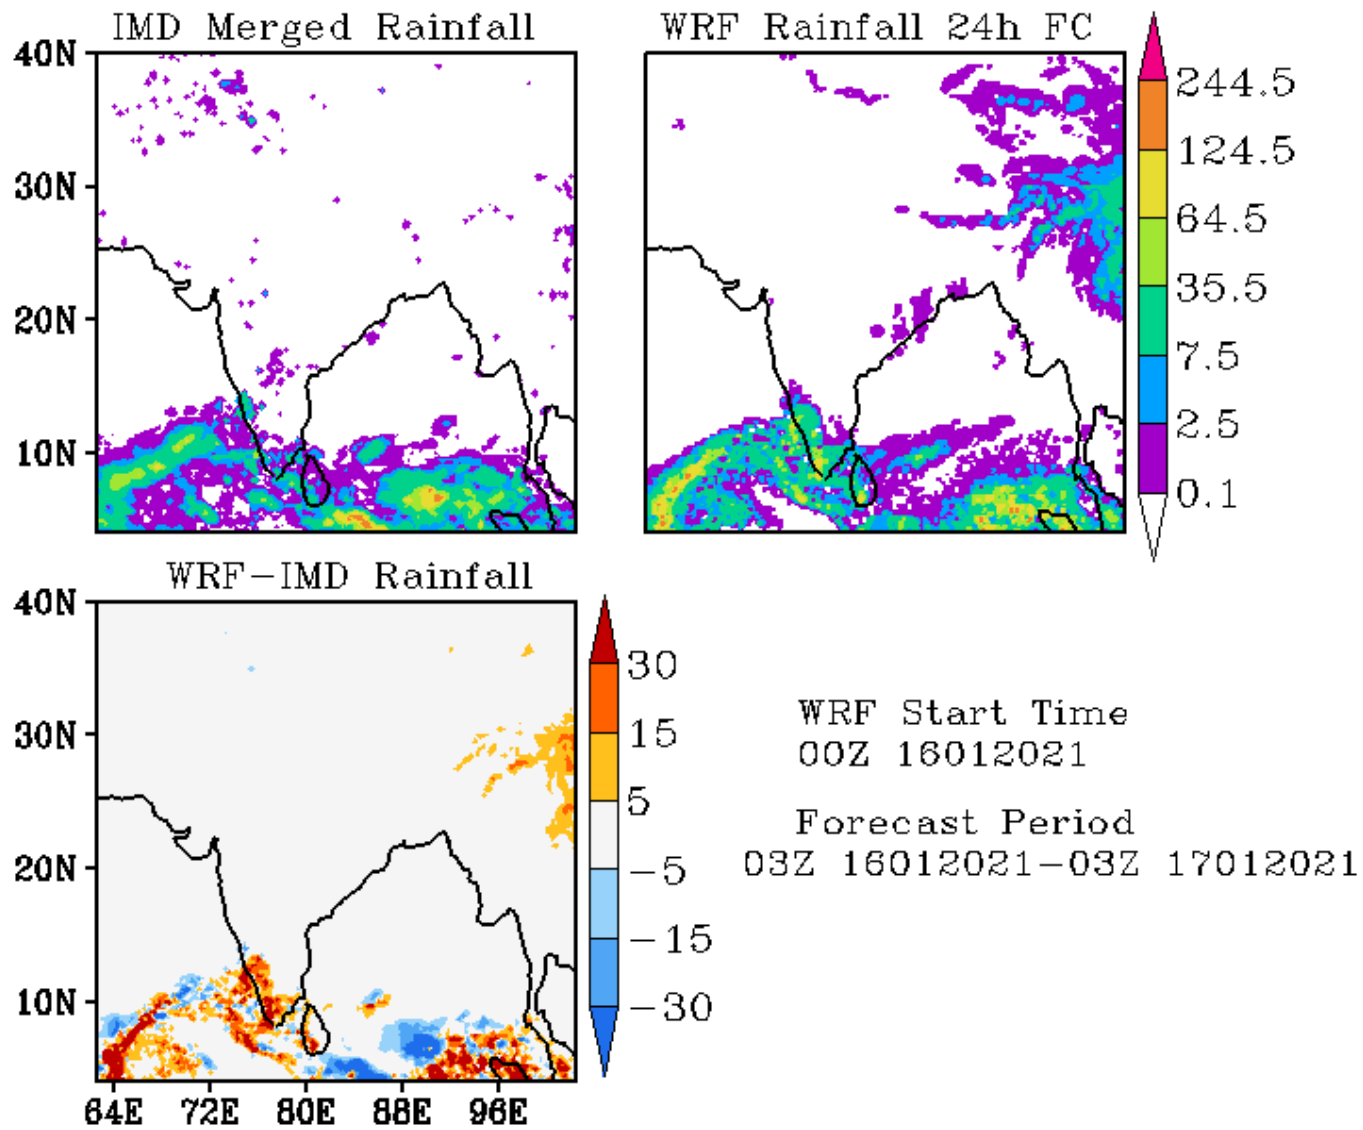 IMD Merged Rainfall
WRF Rainfall 24h FC
40N
30N
20N
10N
244.5
124.5
64.5
35.5
7.5
2.5
0.1
WRF-IMD Rainfall
40N
30N
20N
10N
64E 72E 80E 88E 96E
30
15
5
-5
-15
-30
WRF Start Time
00Z 16012021
Forecast Period
03Z 16012021-03Z 17012021